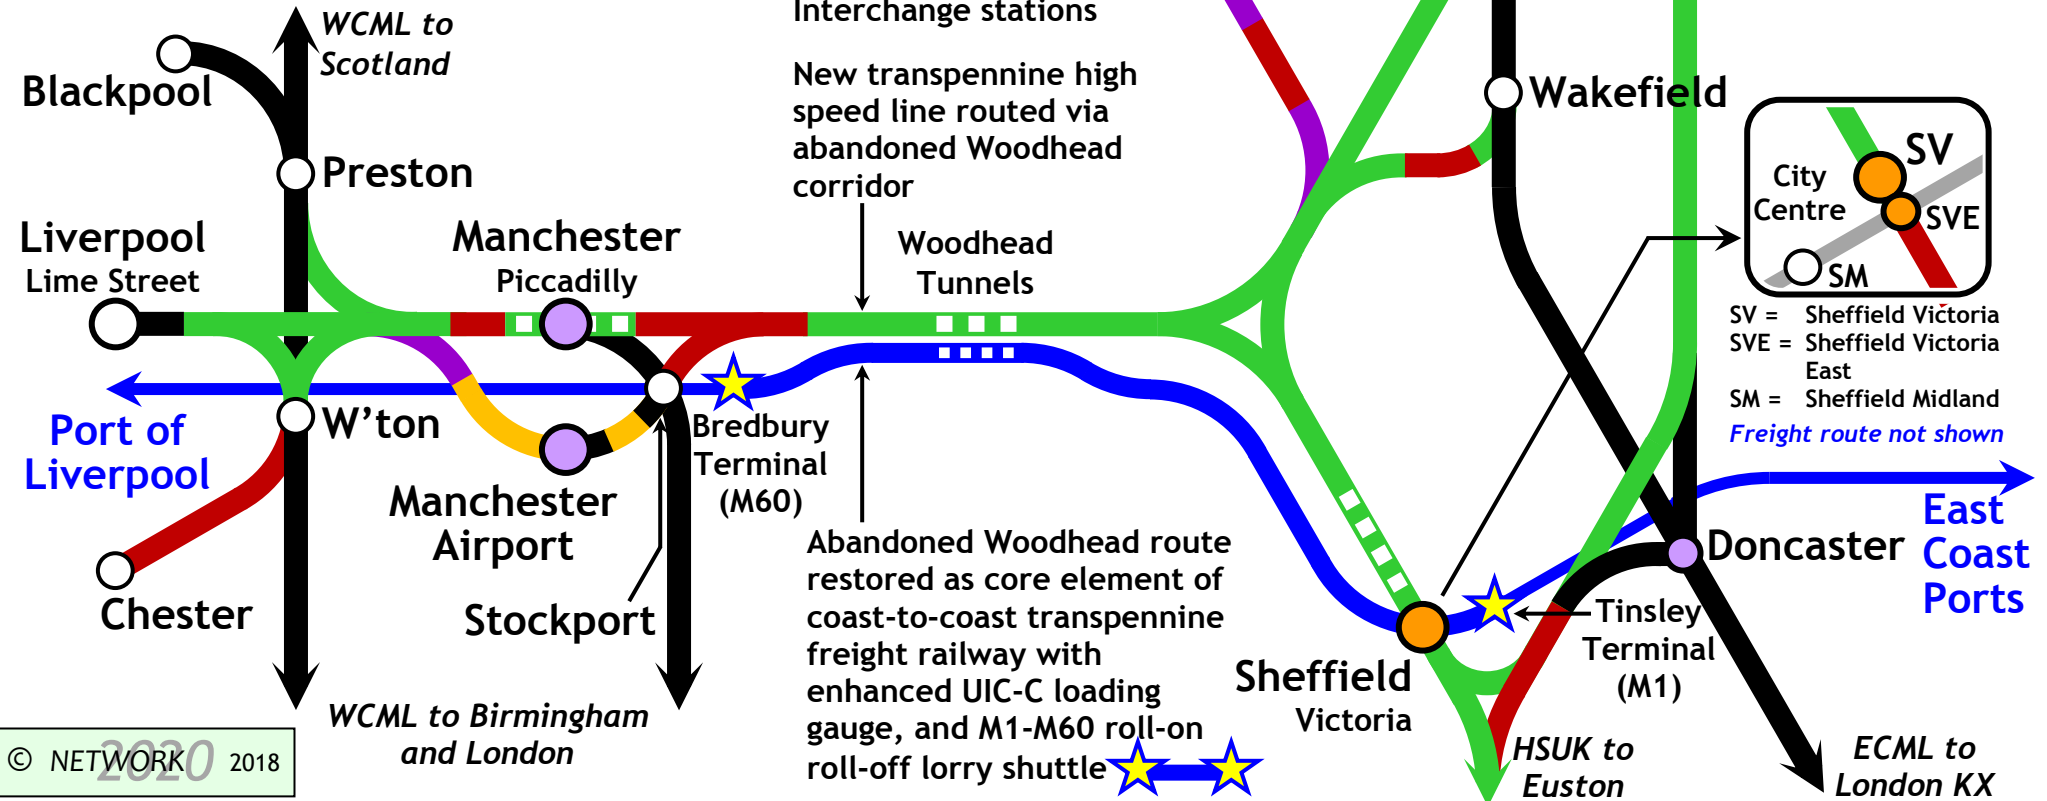 WCML to
Scotland
Blackpool
Preston
Liverpool
Lime Street
Manchester
Piccadilly
Interchange stations
New transpennine high
speed line routed via
abandoned Woodhead
corridor
Woodhead
Tunnels
Wakefield
City
Centre
SV
SVE
SM
SV = Sheffield Victoria
SVE = Sheffield Victoria
East
SM = Sheffield Midland
Freight route not shown
Port of
Liverpool
W'ton
Manchester
Airport
Bredbury
Terminal
(M60)
Chester
Stockport
Abandoned Woodhead route
restored as core element of
coast-to-coast transpennine
freight railway with
enhanced UIC-C loading
gauge, and M1-M60 roll-on
roll-off lorry shuttle
Sheffield
Victoria
Tinsley
Terminal
(M1)
Doncaster
East
Coast
Ports
WCML to Birmingham
and London
HSUK to
Euston
ECML to
London KX
© NETWORK 2020 2018